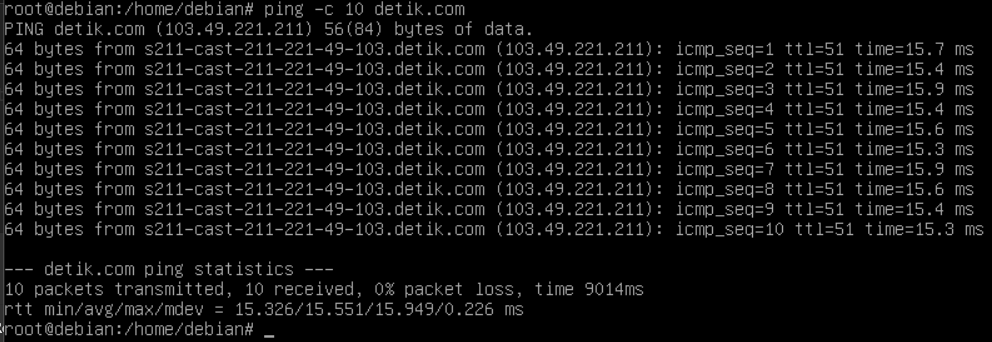 root@debian:/home/debian# ping -c 10 detik.com
PING detik.com (103.49.221.211) 56(84) bytes of data.
64 bytes from s211-cast-211-221-49-103.detik.com (103.49.221.211): icmp_seq=1 ttl=51 time=15.7 ms
64 bytes from s211-cast-211-221-49-103.detik.com (103.49.221.211): icmp_seq=2 ttl=51 time=15.4 ms
64 bytes from s211-cast-211-221-49-103.detik.com (103.49.221.211): icmp_seq=3 ttl=51 time=15.9 ms
64 bytes from s211-cast-211-221-49-103.detik.com (103.49.221.211): icmp_seq=4 ttl=51 time=15.4 ms
64 bytes from s211-cast-211-221-49-103.detik.com (103.49.221.211): icmp_seq=5 ttl=51 time=15.6 ms
64 bytes from s211-cast-211-221-49-103.detik.com (103.49.221.211): icmp_seq=6 ttl=51 time=15.3 ms
64 bytes from s211-cast-211-221-49-103.detik.com (103.49.221.211): icmp_seq=7 ttl=51 time=15.9 ms
64 bytes from s211-cast-211-221-49-103.detik.com (103.49.221.211): icmp_seq=8 ttl=51 time=15.6 ms
64 bytes from s211-cast-211-221-49-103.detik.com (103.49.221.211): icmp_seq=9 ttl=51 time=15.4 ms
64 bytes from s211-cast-211-221-49-103.detik.com (103.49.221.211): icmp_seq=10 ttl=51 time=15.3 ms
--- detik.com ping statistics ---
10 packets transmitted, 10 received, 0% packet loss, time 9014ms
rtt min/avg/max/mdev = 15.326/15.551/15.949/0.226 ms
root@debian:/home/debian# _